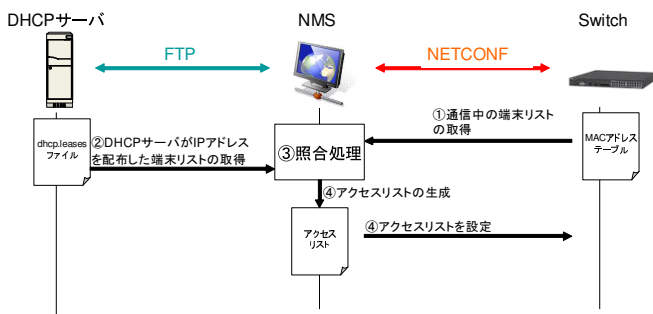 DHCPサーバ
NMS
Switch
FTP
NETCONF
①通信中の端末リスト
の取得
dhcp.leases
ファイル
②DHCPサーバがIPアドレス
を配布した端末リストの取得
③照合処理
MACアドレス
テーブル
④アクセスリストの生成
アクセス
リスト
④アクセスリストを設定